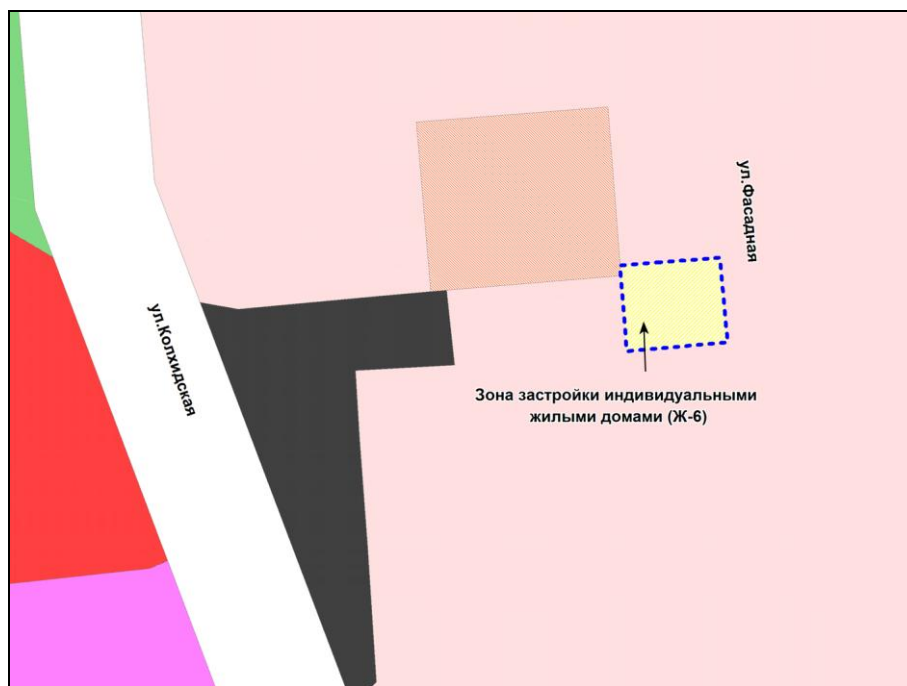 ул.Фасадная
ул.Колхидская
Зона застройки индивидуальными
жилыми домами (Ж-6)